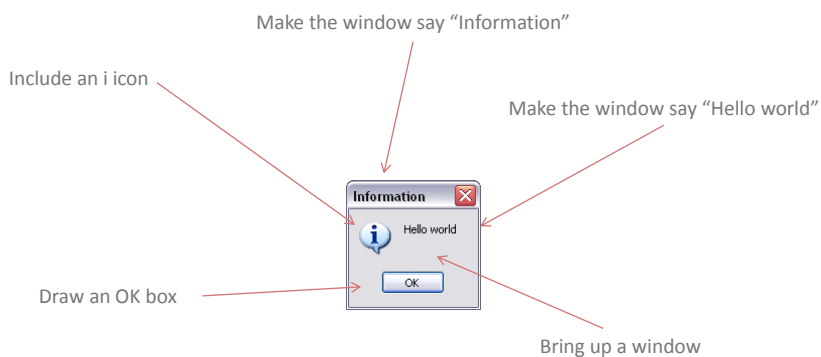 Make the window say “Information”
Include an i icon
Make the window say “Hello world”
Information
i
Hello world
OK
Draw an OK box
Bring up a window